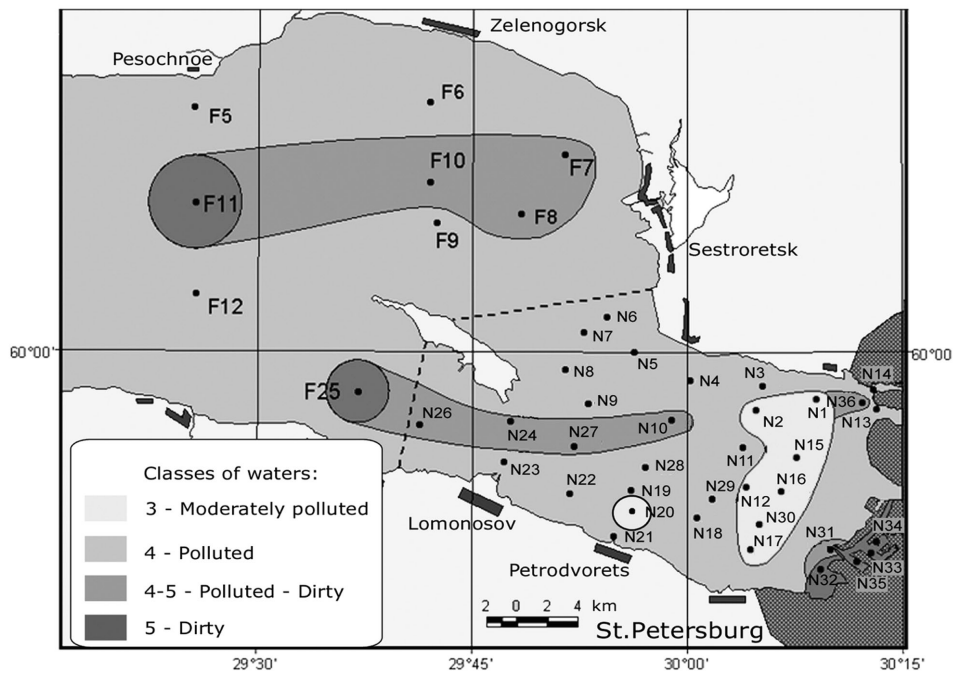 Zelenogorsk
Pesochnoe
F6
F5
F10
F7
F11
F8
F9
Sestroretsk
F12
N6
N7
60°00'
60°00
N5
N8
N4
N3
N14
F25
N9
N1
N36
N26
N2
N13
N24
N10
N27
N11
N15
N23
N28
Classes of waters:
N22
N19
N29
N12
N16
3 - Moderately polluted
N20
Lomonosov
N18
N30
N34
N21
N17
N31
4 - Polluted
N33
Petrodvorets
N32
N35
4-5 - Polluted - Dirty
2 0 2 4 km
5 - Dirty
St.Petersburg
29°30'
29°45'
30°00'
30°15'